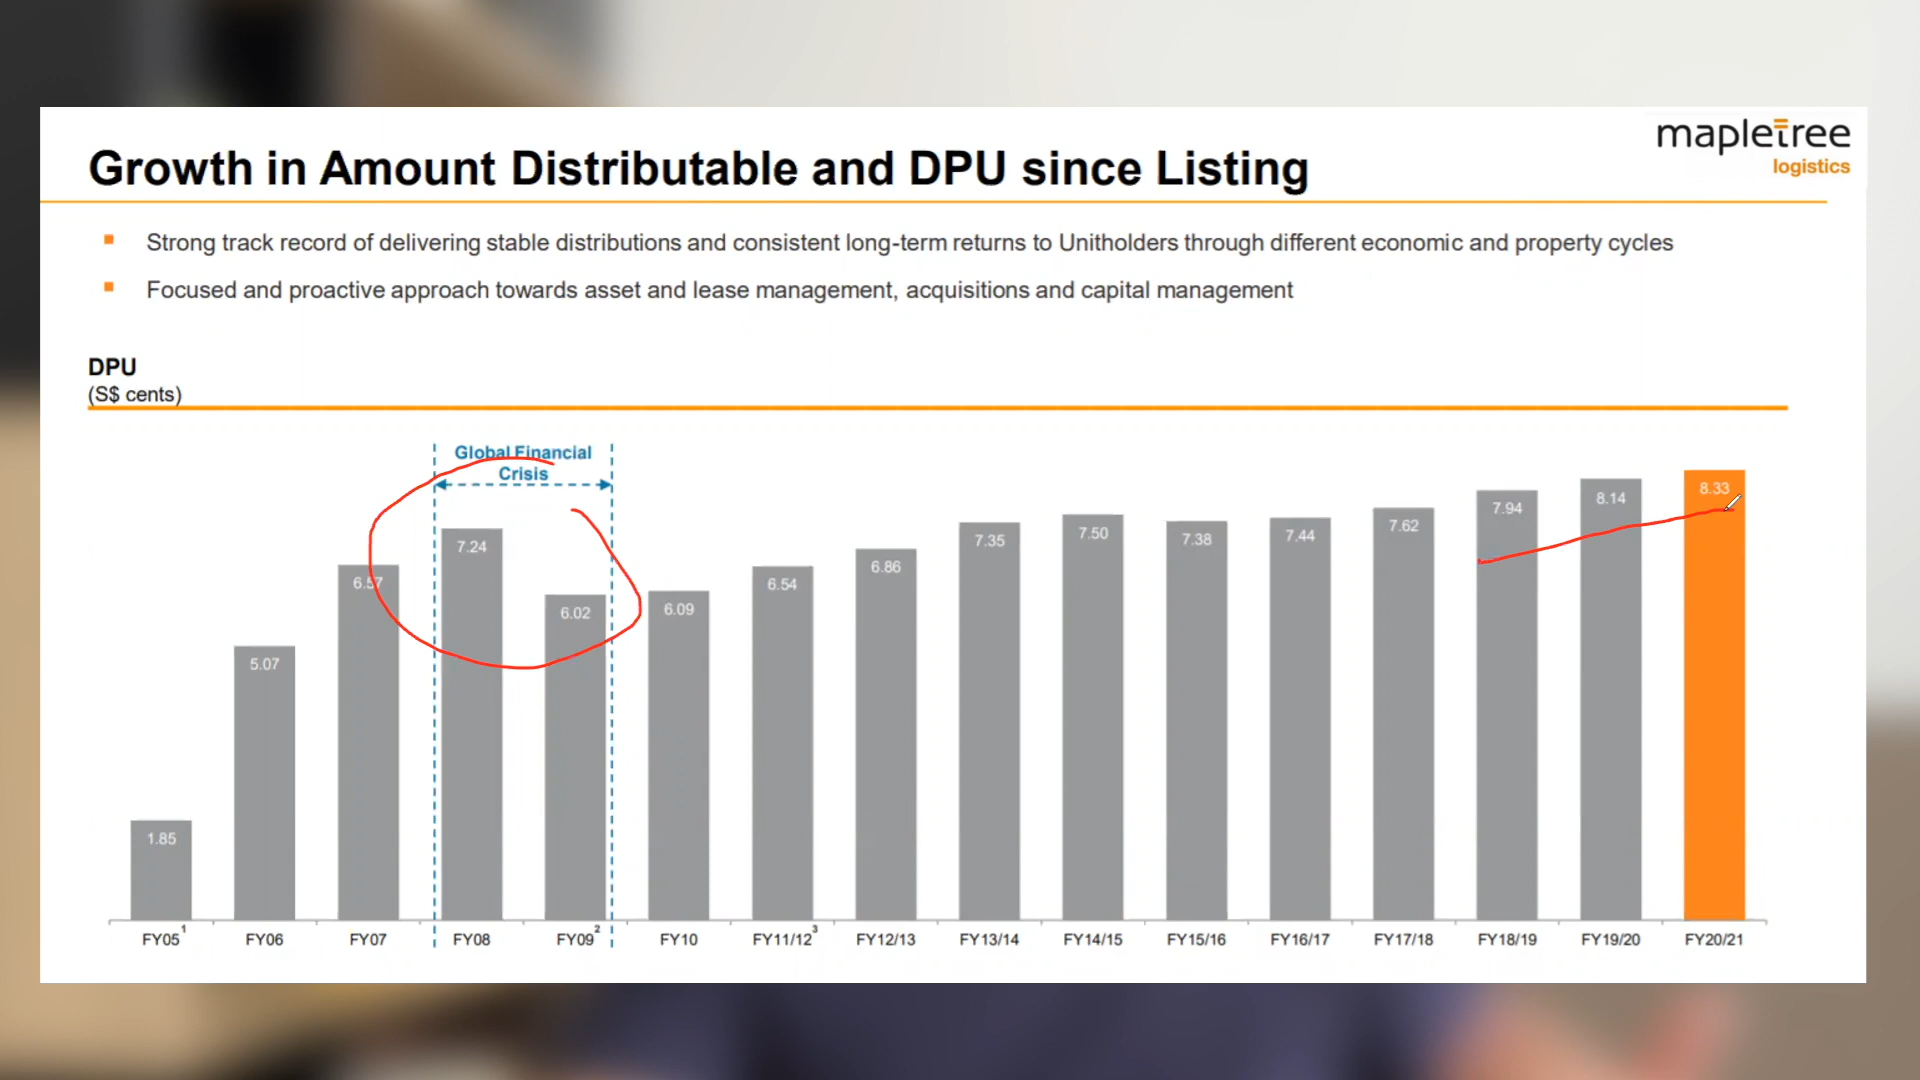 mapletree
logistics
Growth in Amount Distributable and DPU since Listing
Strong track record of delivering stable distributions and consistent long-term returns to Unitholders through different economic and property cycles
Focused and proactive approach towards asset and lease management, acquisitions and capital management
DPU
(S$ cents)
Global Financial
Crisis
1.85
5.07
6.57
7.24
6.02
6.09
6.54
6.86
7.35
7.50
7.38
7.44
7.62
7.94
8.14
8.33
FY05¹
FY06
FY07
FY08
FY09²
FY10
FY11/12³
FY12/13
FY13/14
FY14/15
FY15/16
FY16/17
FY17/18
FY18/19
FY19/20
FY20/21